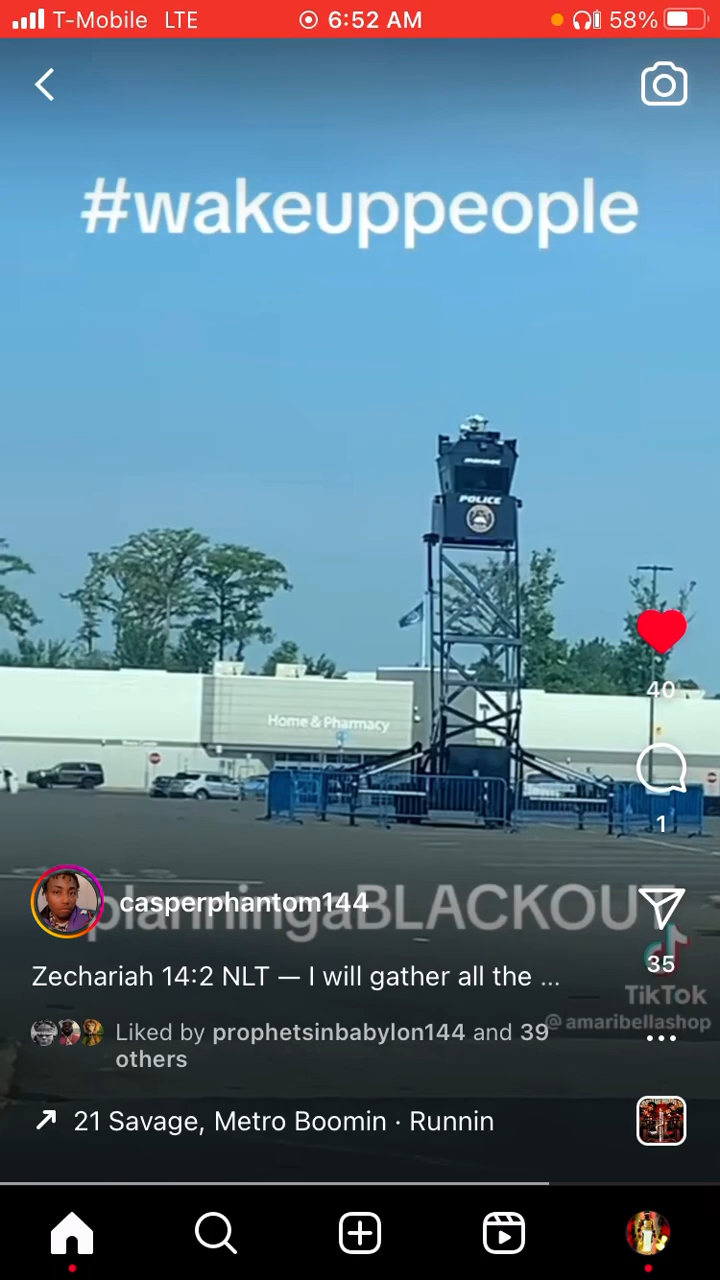 T-Mobile LTE 6:52 AM 58%
#wakeuppeople
POLICE
Home & Pharmacy
40
1
casperphantom144
planningaBLACKOUT
Zechariah 14:2 NLT — I will gather all the ...
35
TikTok
@amaribellashop
Liked by prophetsinbabylon144 and 39
others
21 Savage, Metro Boomin · Runnin